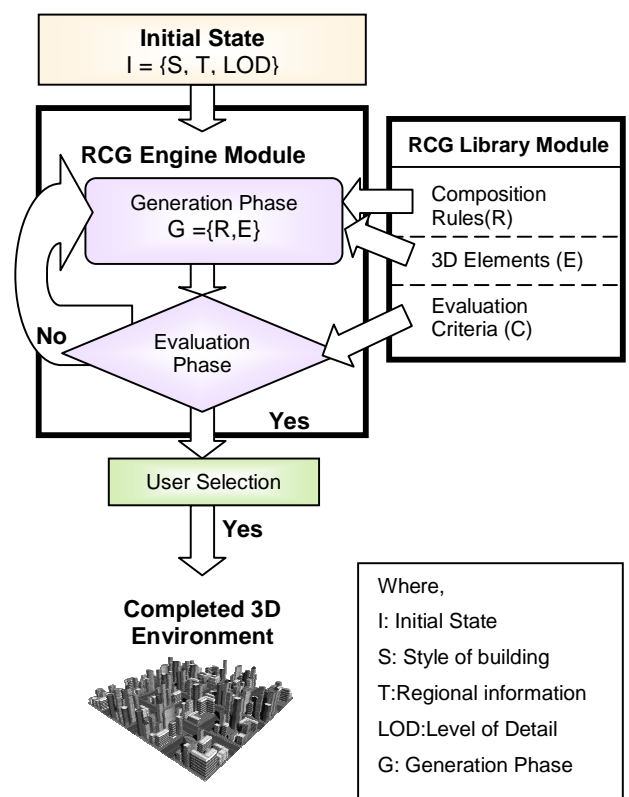 Initial State
I = {S, T, LOD}
RCG Engine Module
Generation Phase
G ={R,E}
No
Evaluation
Phase
Yes
RCG Library Module
Composition
Rules(R)
3D Elements (E)
Evaluation
Criteria (C)
User Selection
Yes
Completed 3D
Environment
Where,
I: Initial State
S: Style of building
T:Regional information
LOD:Level of Detail
G: Generation Phase